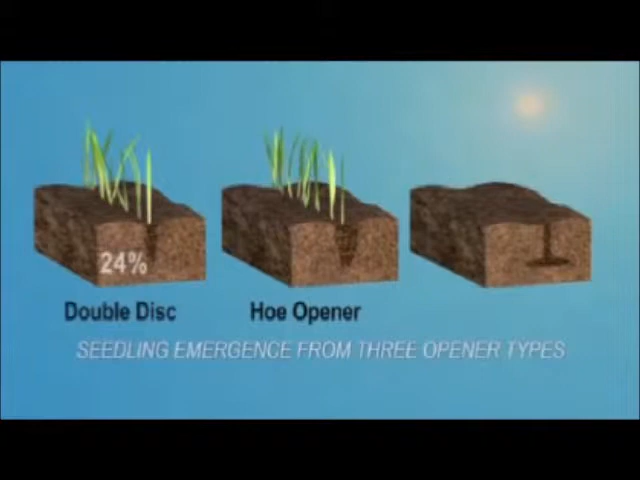 24%
Double Disc
Hoe Opener
SEEDLING EMERGENCE FROM THREE OPENER TYPES